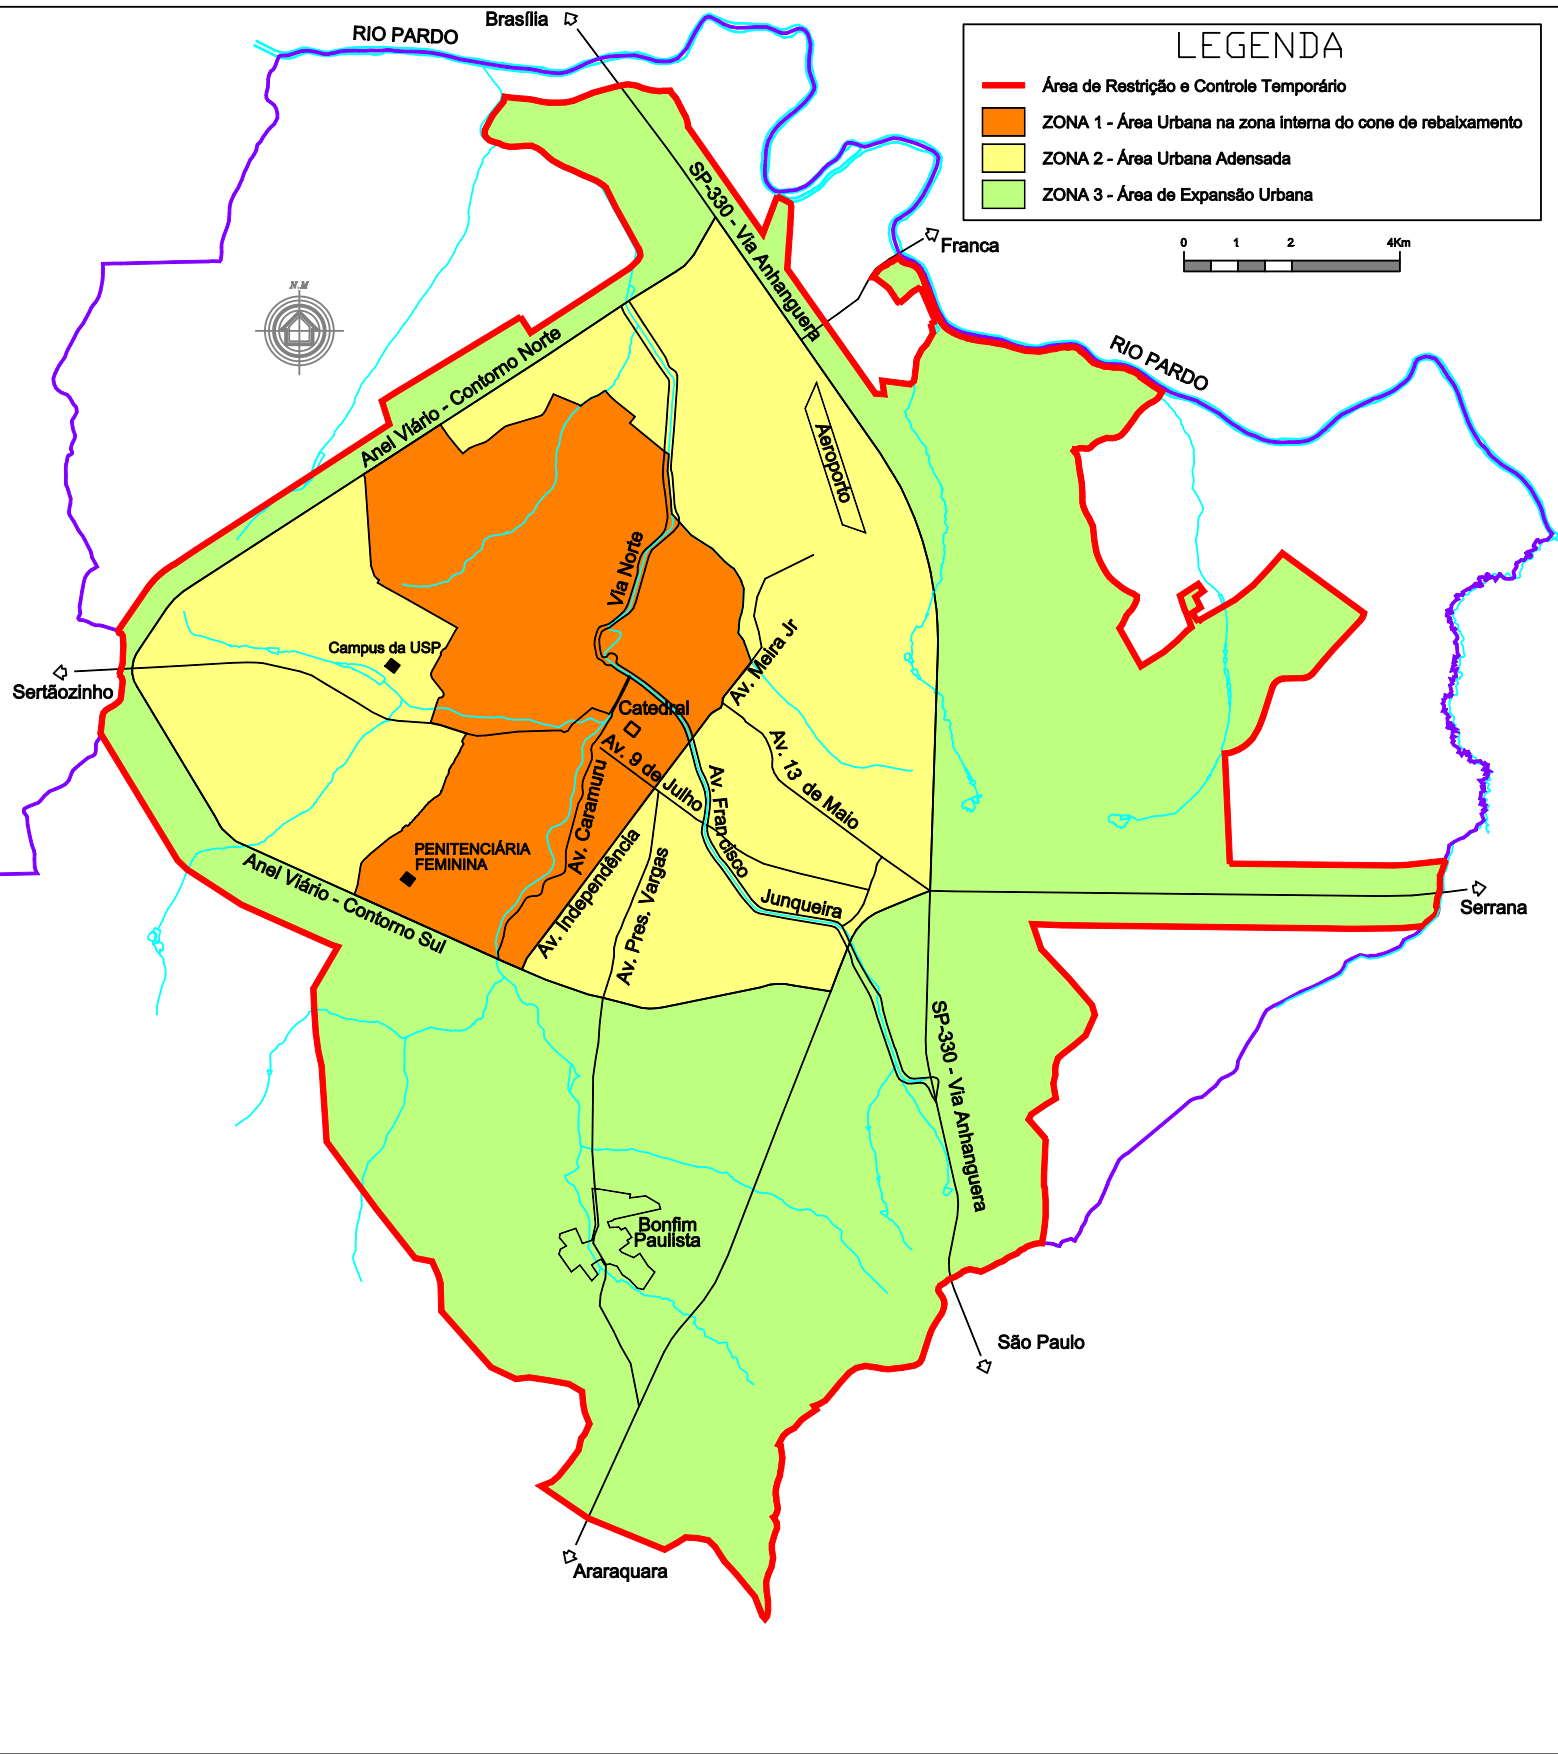 Brasília
RIO PARDO
LEGENDA
Área de Restrição e Controle Temporário
ZONA 1 - Área Urbana na zona interna do cone de rebaixamento
ZONA 2 - Área Urbana Adensada
ZONA 3 - Área de Expansão Urbana
0 1 2 4Km
Franca
SP-330 - Via Anhanguera
N.M
Anel Viário - Contorno Norte
RIO PARDO
Aeroporto
Via Norte
Campus da USP
Av. Meira Jr
Sertãozinho
Catedral
Av. 9 de Julho
Av. 13 de Maio
Av. Francisco
Junqueira
Av. Caramuru
PENITENCIÁRIA
FEMININA
Av. Independência
Av. Pres. Vargas
Anel Viário - Contorno Sul
Serrana
SP-330 - Via Anhanguera
Bonfim
Paulista
São Paulo
Araraquara